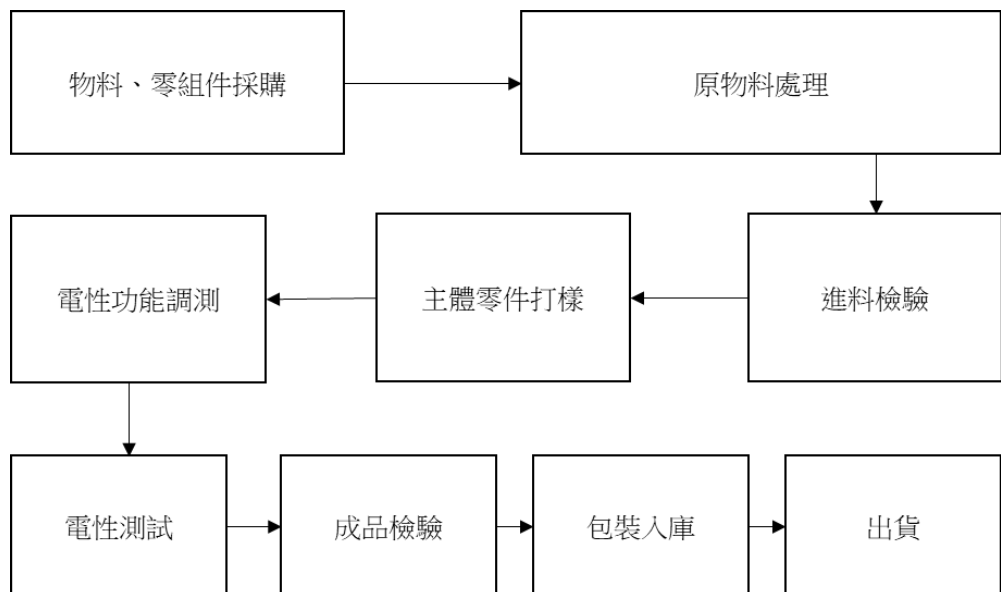 物料、零組件採購
原物料處理
進料檢驗
主體零件打樣
電性功能調測
電性測試
成品檢驗
包裝入庫
出貨